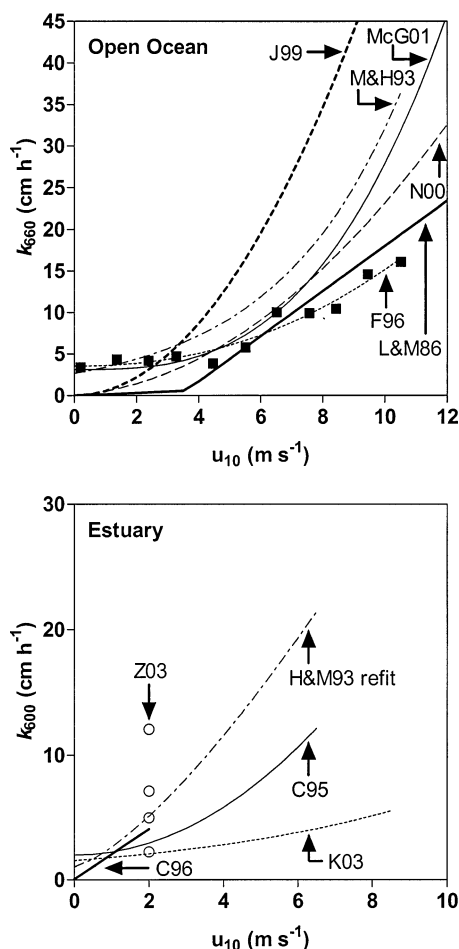 Open Ocean
McG01
J99
M&H93
N00
F96
L&M86
45
40
35
30
25
20
15
10
5
0
k660 (cm h-1)
0 2 4 6 8 10 12
u10 (m s-1)
Estuary
Z03
H&M93 refit
C95
K03
C96
30
20
10
0
k600 (cm h-1)
0 2 4 6 8 10
u10 (m s-1)